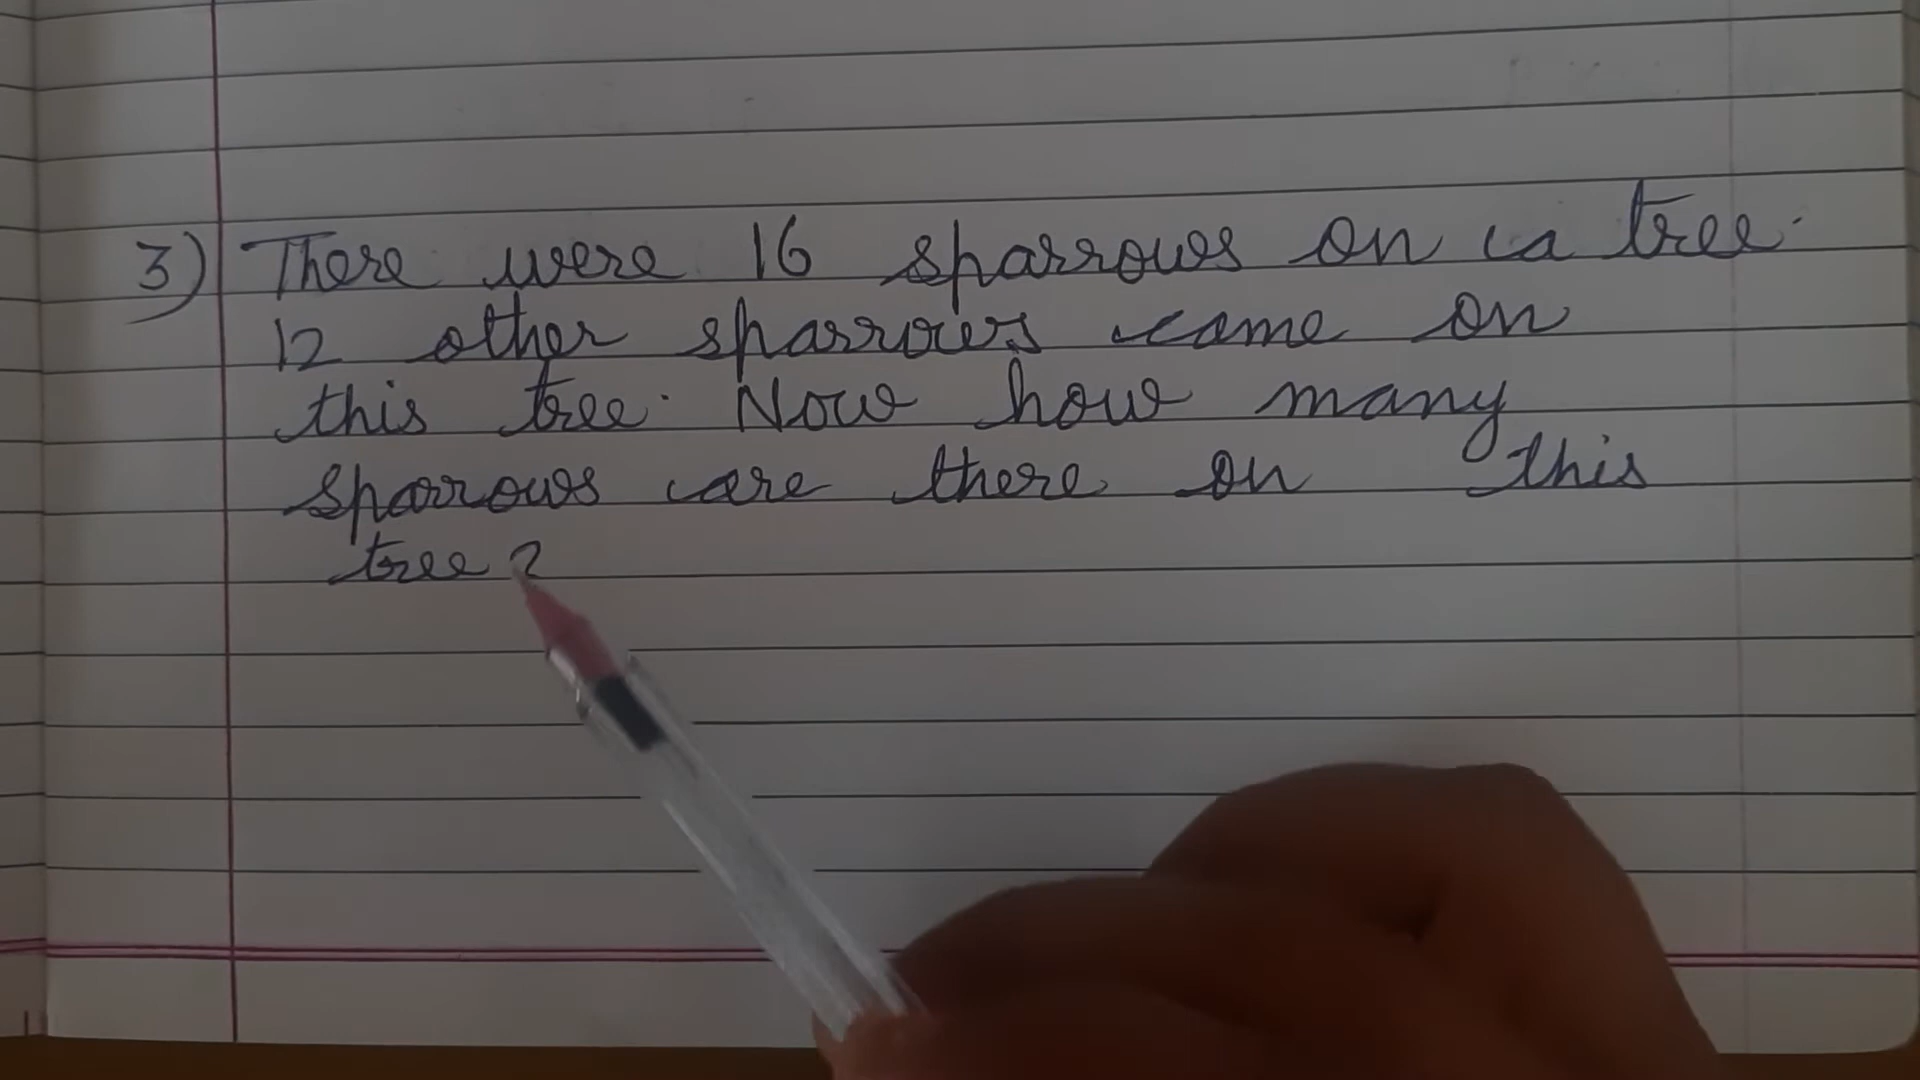 3) There were 16 sparrows on a tree.
12 other sparrows came on
this tree. Now how many
sparrows are there on this
tree ?